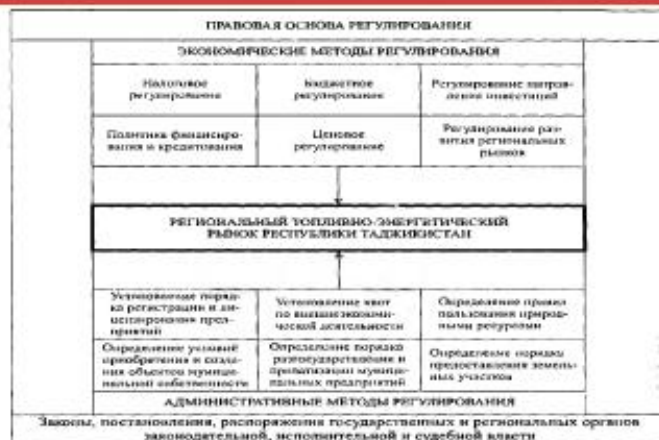 ПРАВОВАЯ ОСНОВА РЕГУЛИРОВАНИЯ
ЭКОНОМИЧЕСКИЕ МЕТОДЫ РЕГУЛИРОВАНИЯ
Налоговое
регулирование
Бюджетное
регулирование
Регулирование направ-
ления инвестиций
Политика финансиро-
вания и кредитования
Ценовое
регулирование
Регулирование раз-
вития региональных
рынков
РЕГИОНАЛЬНЫЙ ТОПЛИВНО-ЭНЕРГЕТИЧЕСКИЙ
РЫНОК РЕСПУБЛИКИ ТАДЖИКИСТАН
Установление поряд-
ка регистрации и ли-
цензирования пред-
приятий
Установление квот
по внешнеэкономи-
ческой деятельности
Определение правил
пользования природ-
ными ресурсами
Определение условий
приобретения и созда-
ния объектов муници-
пальной собственности
Определение порядка
разгосударствления и
приватизации муници-
пальных предприятий
Определение порядка
предоставления земель-
ных участков
АДМИНИСТРАТИВНЫЕ МЕТОДЫ РЕГУЛИРОВАНИЯ
Законы, постановления, распоряжения государственных и региональных органов
законодательной, исполнительной и судебной власти